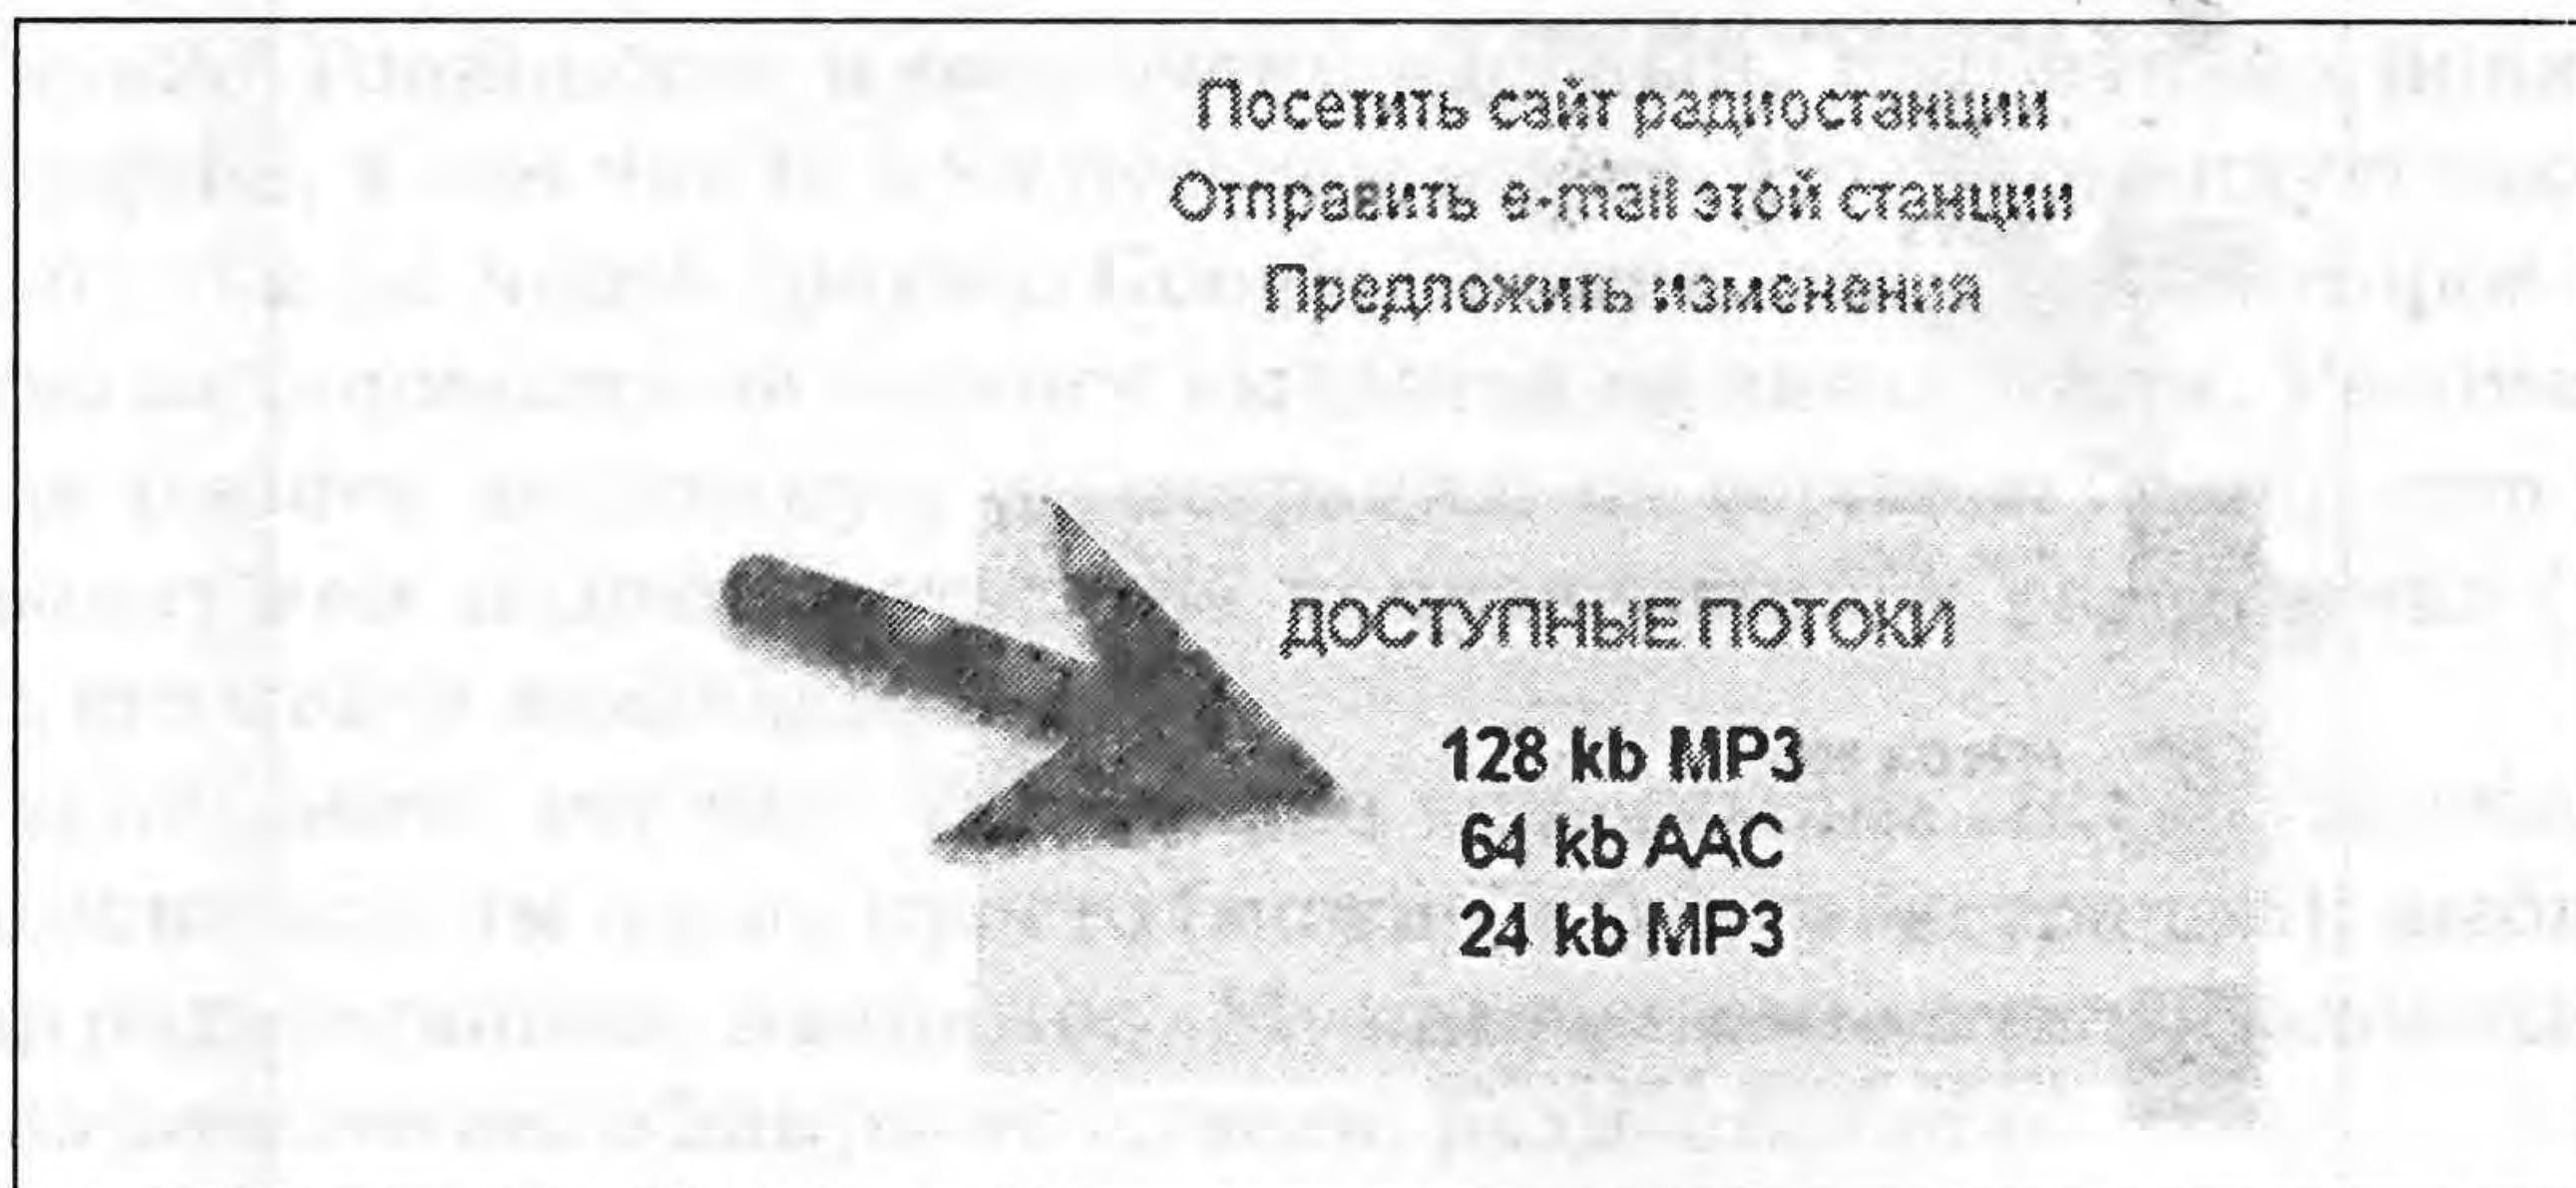 Посетить сайт радиостанции
Отправить e-mail этой станции
Предложить изменения
ДОСТУПНЫЕ ПОТОКИ
128 kb MP3
64 kb AAC
24 kb MP3